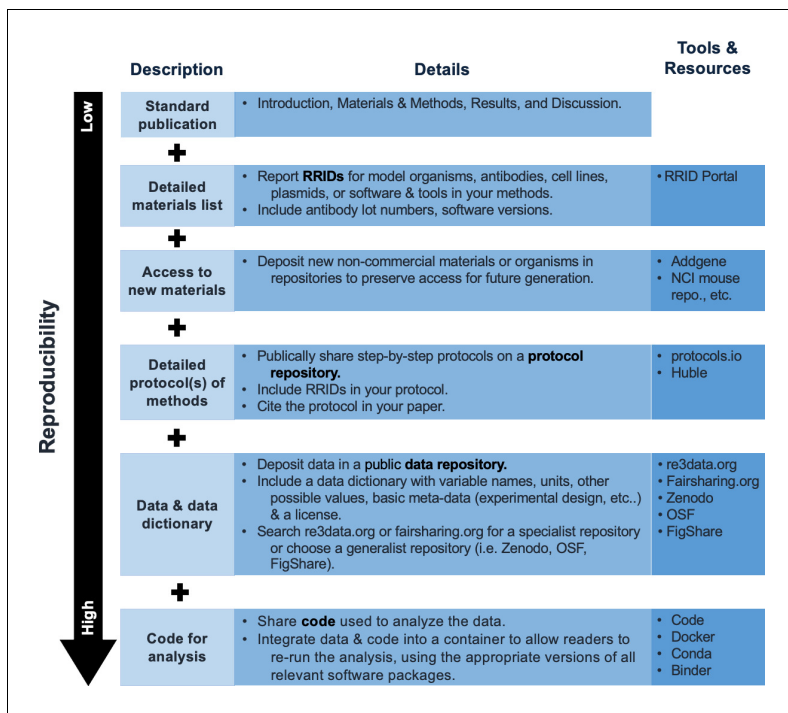 Description
Details
Tools &
Resources
Reproducibility
Low
High
Standard
publication
• Introduction, Materials & Methods, Results, and Discussion.
+
Detailed
materials list
• Report RRIDs for model organisms, antibodies, cell lines,
plasmids, or software & tools in your methods.
• Include antibody lot numbers, software versions.
• RRID Portal
+
Access to
new materials
• Deposit new non-commercial materials or organisms in
repositories to preserve access for future generation.
• Addgene
• NCI mouse
repo., etc.
+
Detailed
protocol(s) of
methods
• Publically share step-by-step protocols on a protocol
repository.
• Include RRIDs in your protocol.
• Cite the protocol in your paper.
• protocols.io
• Huble
+
Data & data
dictionary
• Deposit data in a public data repository.
• Include a data dictionary with variable names, units, other
possible values, basic meta-data (experimental design, etc..)
& a license.
• Search re3data.org or fairsharing.org for a specialist repository
or choose a generalist repository (i.e. Zenodo, OSF,
FigShare).
• re3data.org
• Fairsharing.org
• Zenodo
• OSF
• FigShare
+
Code for
analysis
• Share code used to analyze the data.
• Integrate data & code into a container to allow readers to
re-run the analysis, using the appropriate versions of all
relevant software packages.
• Code
• Docker
• Conda
• Binder